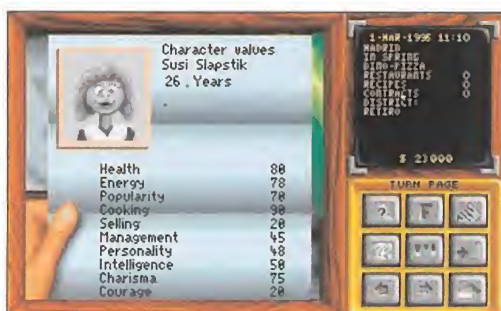 Character values
Susi Slapstik
26 . Years
.
Health 80
Energy 78
Popularity 70
Cooking 90
Selling 20
Management 45
Personality 48
Intelligence 50
Charisma 75
Courage 20
1-MAR-1995 11:10
MADRID
IN SPRING
DINO-PIZZA
RESTAURANTS 0
RECIPES 0
CONTRACTS 0
DISTRICT:
RETIRO
$ 23000
TURN PAGE
?
F